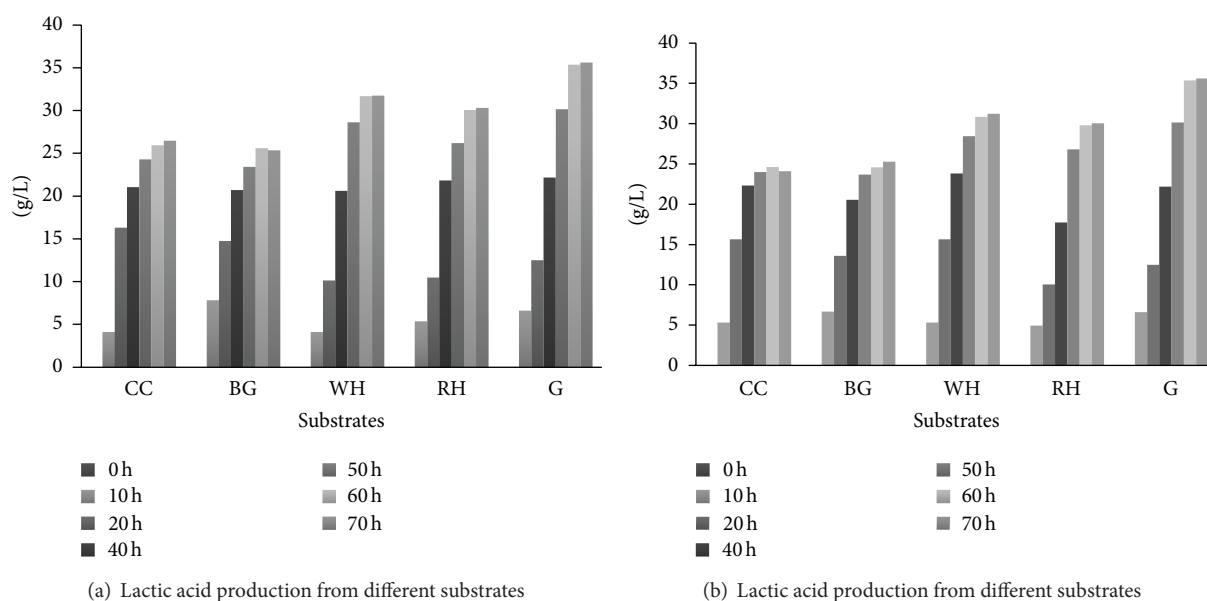 40
35
30
25
20
15
10
5
0
(g/L)
CC BG WH RH G
Substrates
0 h
10 h
20 h
40 h
50 h
60 h
70 h
(a) Lactic acid production from different substrates
40
35
30
25
20
15
10
5
0
(g/L)
CC BG WH RH G
Substrates
0 h
10 h
20 h
40 h
50 h
60 h
70 h
(b) Lactic acid production from different substrates